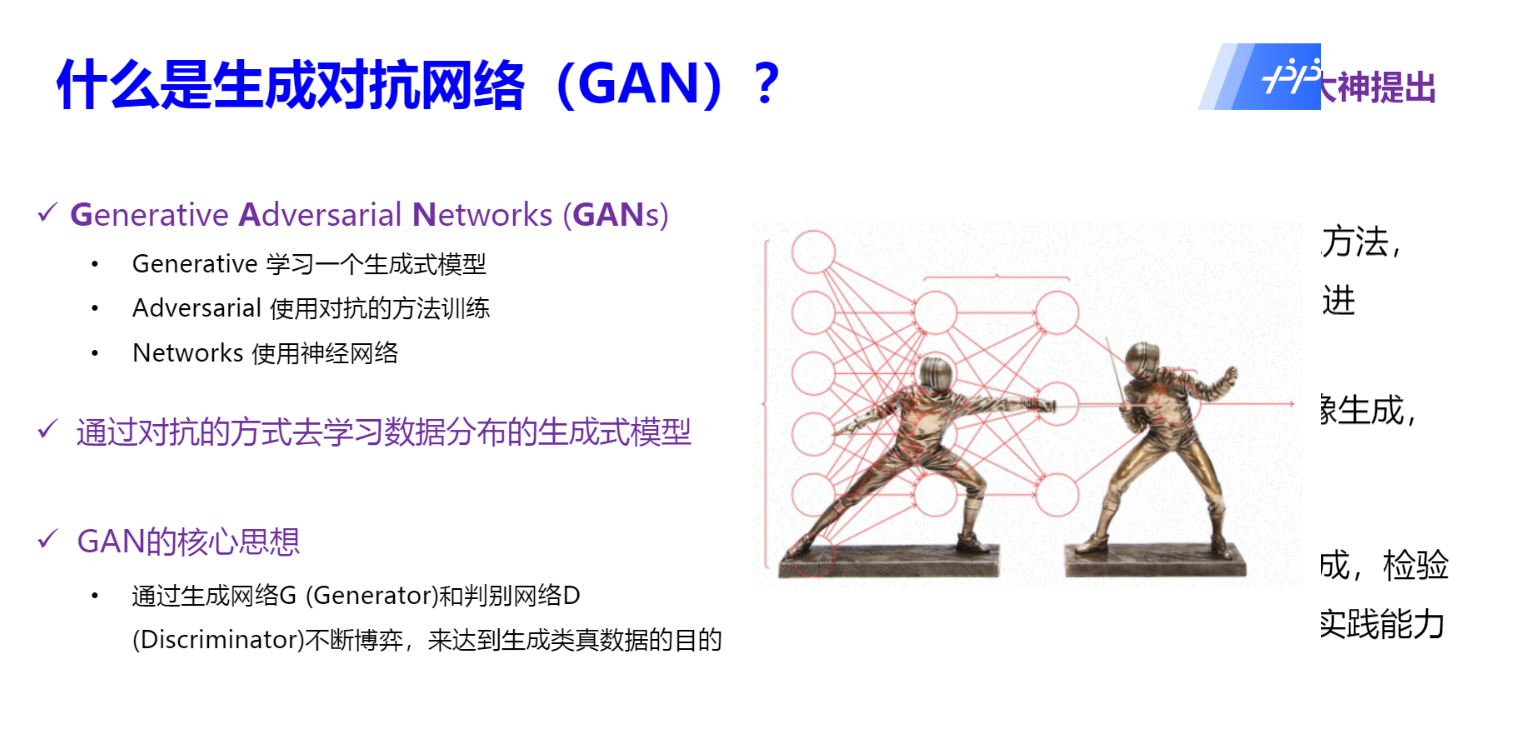 什么是生成对抗网络（GAN）？
大神提出
✓ Generative Adversarial Networks (GANs)
• Generative 学习一个生成式模型
• Adversarial 使用对抗的方法训练
• Networks 使用神经网络
✓ 通过对抗的方式去学习数据分布的生成式模型
✓ GAN的核心思想
• 通过生成网络G (Generator)和判别网络D
(Discriminator)不断博弈，来达到生成类真数据的目的
方法，
进
像生成，
成，检验
实践能力